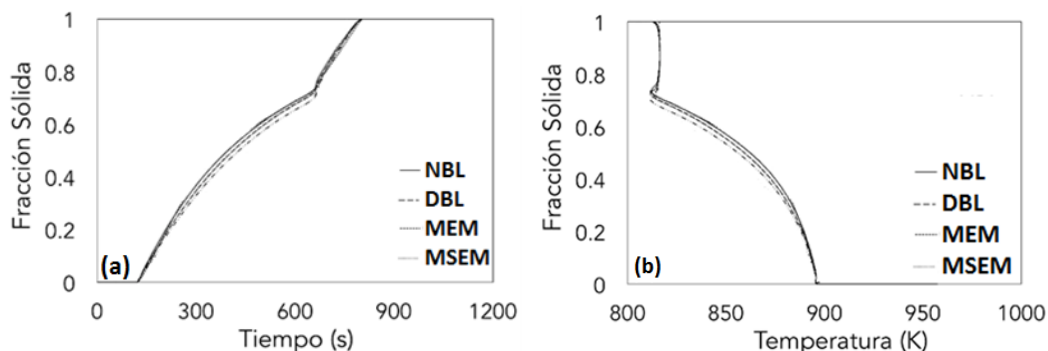 Fracción Sólida
1
0.8
0.6
0.4
0.2
0
(a)
NBL
DBL
MEM
MSEM
0 300 600 900 1200
Tiempo (s)
Fracción Sólida
1
0.8
0.6
0.4
0.2
0
(b)
NBL
DBL
MEM
MSEM
800 850 900 950 1000
Temperatura (K)